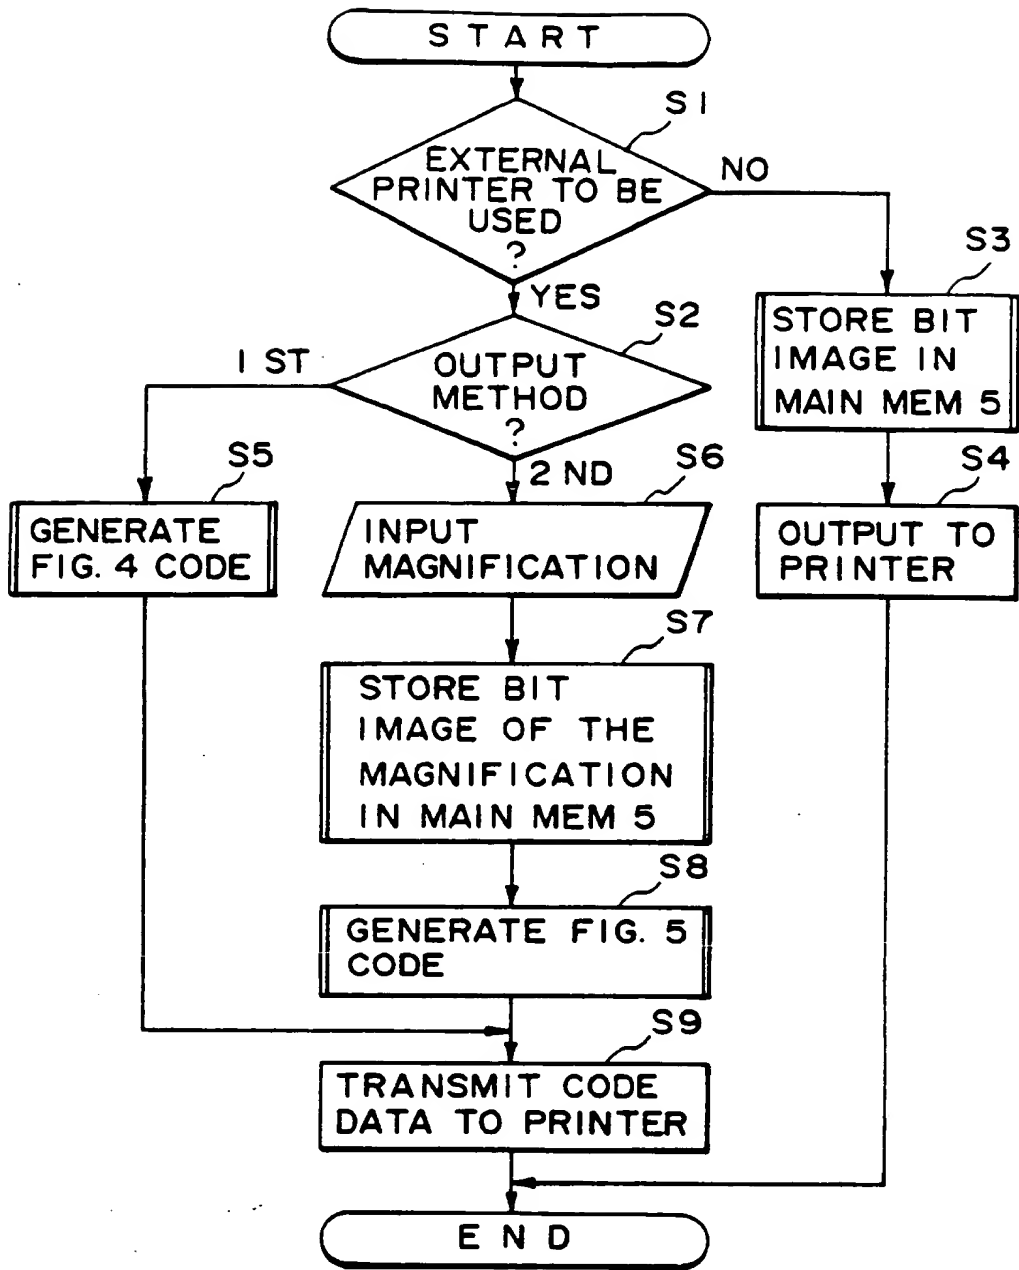 START
S1
EXTERNAL
PRINTER TO BE
USED
?
NO
YES
S2
OUTPUT
METHOD
?
1 ST
2 ND
S3
STORE BIT
IMAGE IN
MAIN MEM 5
S4
OUTPUT TO
PRINTER
S5
GENERATE
FIG. 4 CODE
S6
INPUT
MAGNIFICATION
S7
STORE BIT
IMAGE OF THE
MAGNIFICATION
IN MAIN MEM 5
S8
GENERATE FIG. 5
CODE
S9
TRANSMIT CODE
DATA TO PRINTER
END